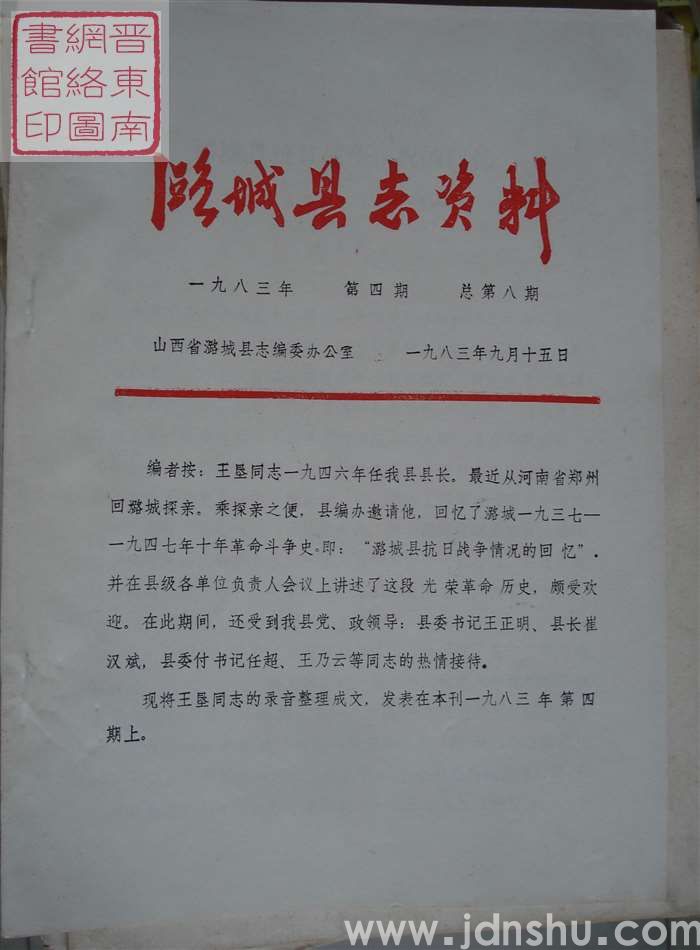 晋東南
網絡圖
書館印
潞城县志资料
一九八三年 第四期 总第八期
山西省潞城县志编委办公室 一九八三年九月十五日
编者按：王垦同志一九四六年任我县县长。最近从河南省郑州
回潞城探亲。乘探亲之便，县编办邀请他，回忆了潞城一九三七—
一九四七年十年革命斗争史。即：“潞城县抗日战争情况的回忆”．
并在县级各单位负责人会议上讲述了这段光荣革命历史，颇受欢
迎。在此期间，还受到我县党、政领导：县委书记王正明、县长崔
汉斌，县委付书记任超、王乃云等同志的热情接待。
现将王垦同志的录音整理成文，发表在本刊一九八三年第四
期上。
www.jdnshu.com